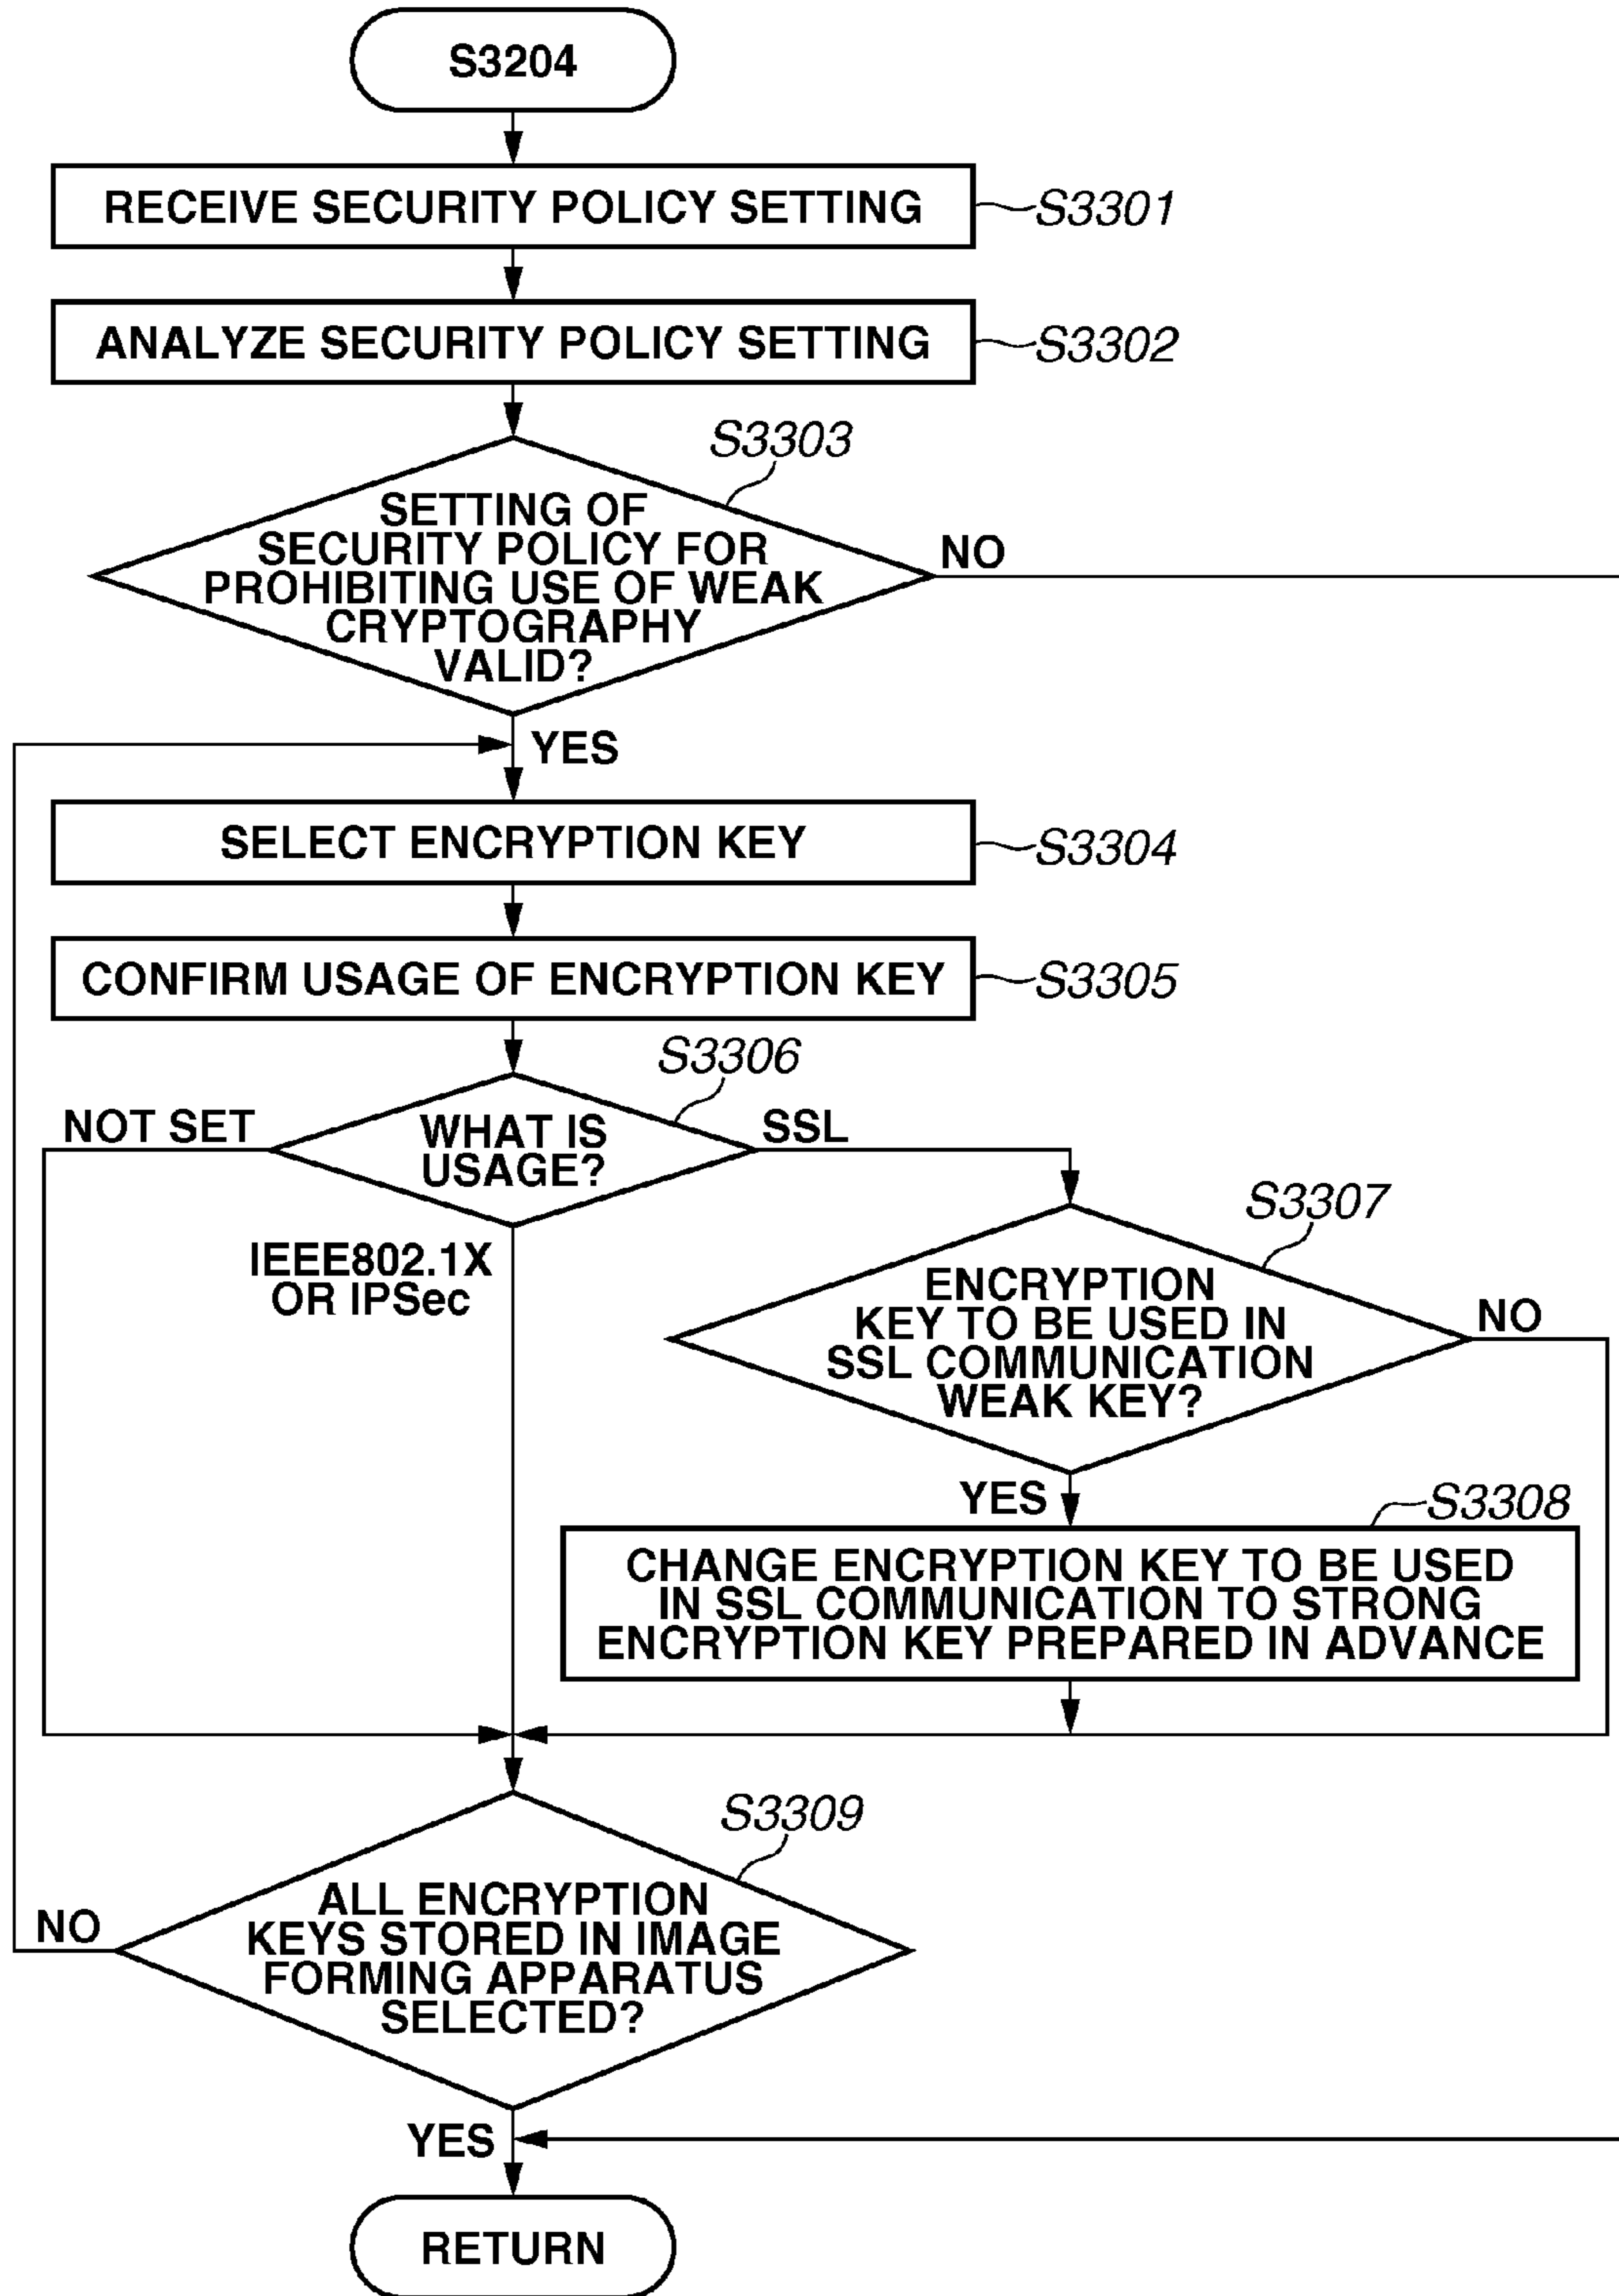 S3204
RECEIVE SECURITY POLICY SETTING
S3301
ANALYZE SECURITY POLICY SETTING
S3302
S3303
SETTING OF
SECURITY POLICY FOR
PROHIBITING USE OF WEAK
CRYPTOGRAPHY
VALID?
NO
YES
SELECT ENCRYPTION KEY
S3304
CONFIRM USAGE OF ENCRYPTION KEY
S3305
S3306
NOT SET
WHAT IS
USAGE?
SSL
IEEE802.1X
OR IPSec
S3307
ENCRYPTION
KEY TO BE USED IN
SSL COMMUNICATION
WEAK KEY?
NO
YES
S3308
CHANGE ENCRYPTION KEY TO BE USED
IN SSL COMMUNICATION TO STRONG
ENCRYPTION KEY PREPARED IN ADVANCE
S3309
ALL ENCRYPTION
KEYS STORED IN IMAGE
FORMING APPARATUS
SELECTED?
NO
YES
RETURN